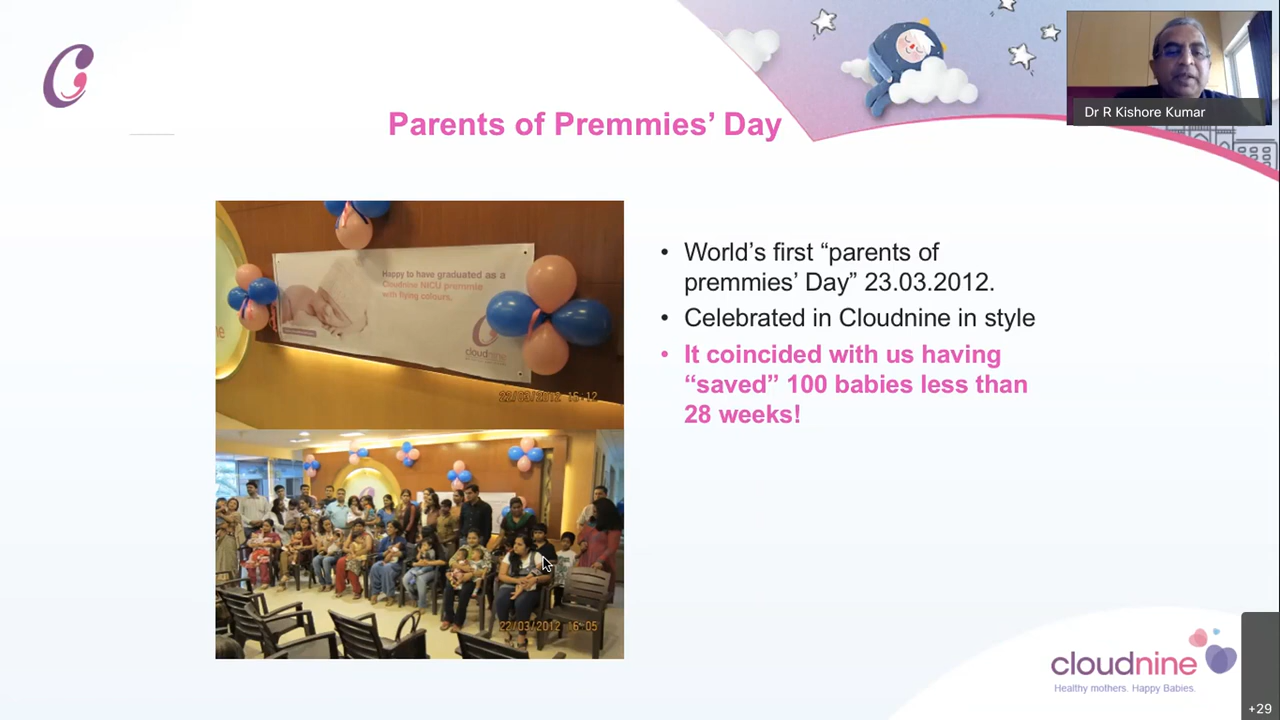 Dr R Kishore Kumar
Parents of Premmies’ Day
Happy to have graduated as a
Cloudnine NICU premmie
with flying colours.
cloudnine
22/03/2012 16:12
22/03/2012 16:05
• World’s first “parents of
premmies’ Day” 23.03.2012.
• Celebrated in Cloudnine in style
• It coincided with us having
“saved” 100 babies less than
28 weeks!
cloudnine
Healthy mothers. Happy Babies.
+29